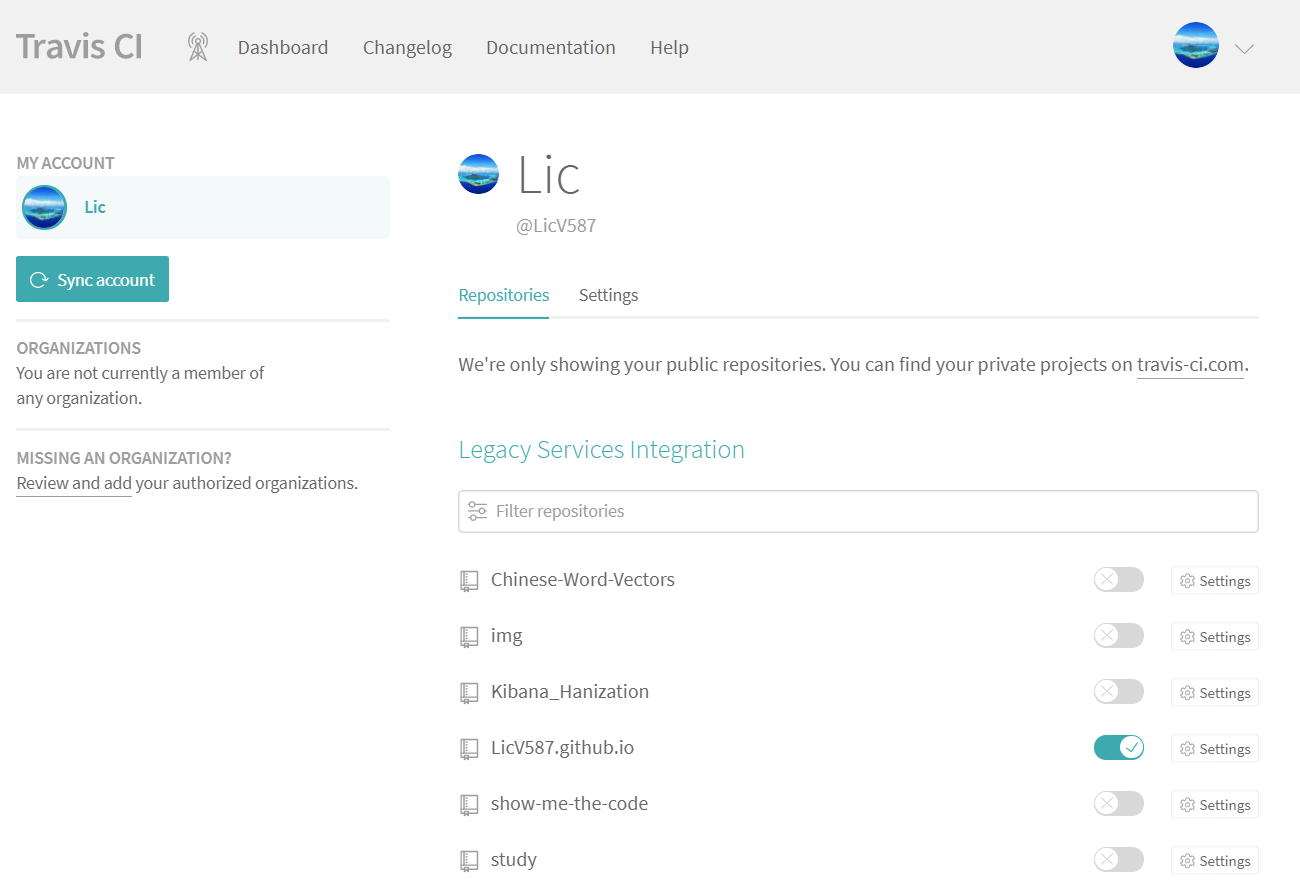 Travis CI
Dashboard
Changelog
Documentation
Help
MY ACCOUNT
Lic
Sync account
ORGANIZATIONS
You are not currently a member of
any organization.
MISSING AN ORGANIZATION?
Review and add your authorized organizations.
Lic
@LicV587
Repositories
Settings
We're only showing your public repositories. You can find your private projects on travis-ci.com.
Legacy Services Integration
Filter repositories
Chinese-Word-Vectors
Settings
img
Settings
Kibana_Hanization
Settings
LicV587.github.io
Settings
show-me-the-code
Settings
study
Settings